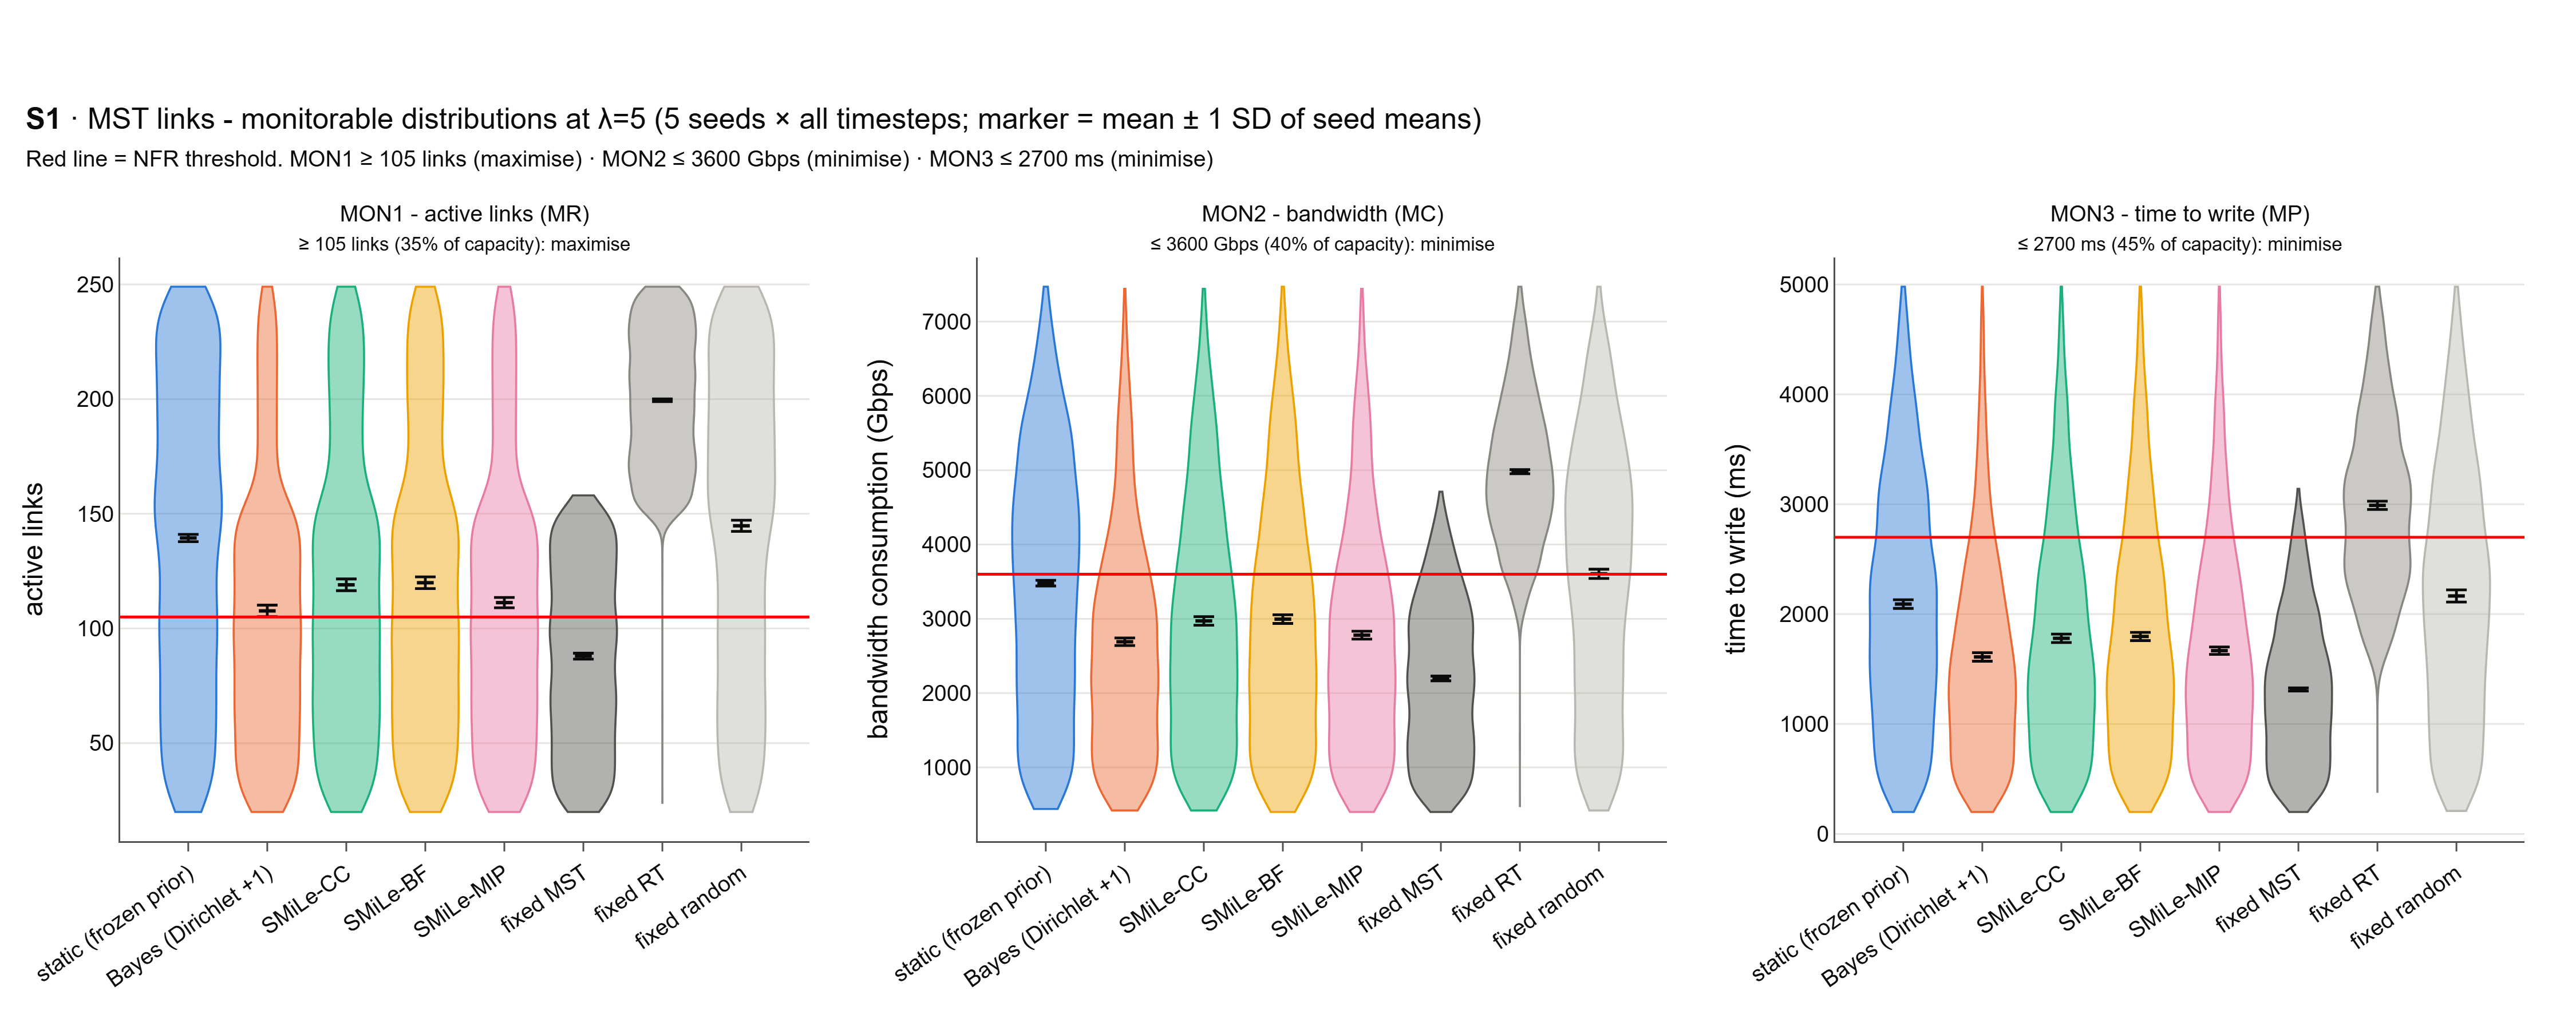 S1 · MST links - monitorable distributions at λ=5 (5 seeds × all timesteps; marker = mean ± 1 SD of seed means)
Red line = NFR threshold. MON1 ≥ 105 links (maximise) · MON2 ≤ 3600 Gbps (minimise) · MON3 ≤ 2700 ms (minimise)
MON1 - active links (MR)
≥ 105 links (35% of capacity): maximise
active links
250
200
150
100
50
static (frozen prior)
Bayes (Dirichlet +1)
SMiLe-CC
SMiLe-BF
SMiLe-MIP
fixed MST
fixed RT
fixed random
MON2 - bandwidth (MC)
≤ 3600 Gbps (40% of capacity): minimise
bandwidth consumption (Gbps)
7000
6000
5000
4000
3000
2000
1000
static (frozen prior)
Bayes (Dirichlet +1)
SMiLe-CC
SMiLe-BF
SMiLe-MIP
fixed MST
fixed RT
fixed random
MON3 - time to write (MP)
≤ 2700 ms (45% of capacity): minimise
time to write (ms)
5000
4000
3000
2000
1000
0
static (frozen prior)
Bayes (Dirichlet +1)
SMiLe-CC
SMiLe-BF
SMiLe-MIP
fixed MST
fixed RT
fixed random